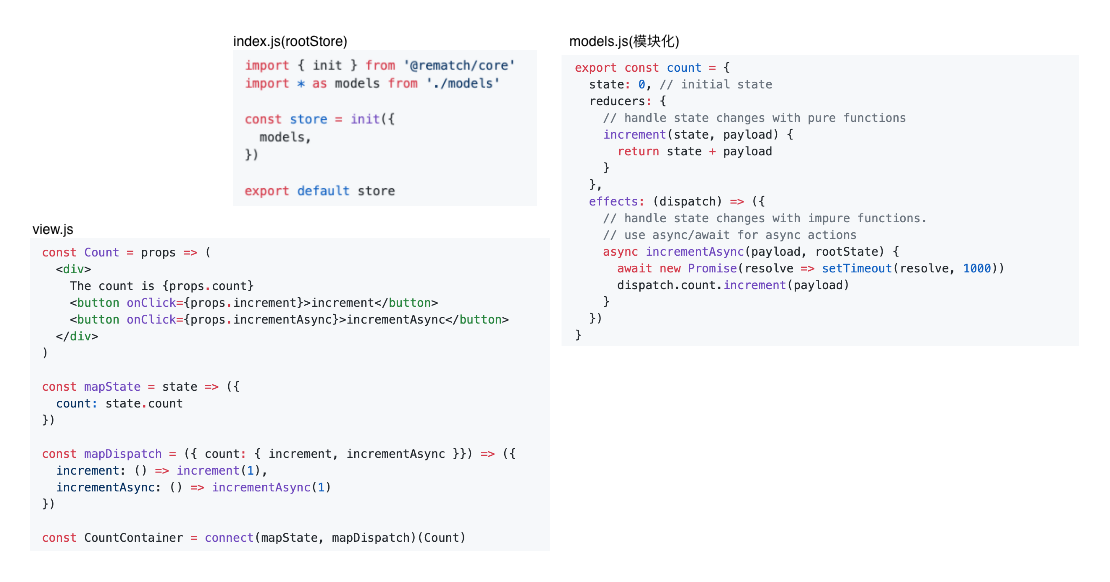 index.js(rootStore)
import { init } from '@rematch/core'
import * as models from './models'
const store = init({
  models,
})
export default store
models.js(模块化)
export const count = {
  state: 0, // initial state
  reducers: {
    // handle state changes with pure functions
    increment(state, payload) {
      return state + payload
    }
  },
  effects: (dispatch) => ({
    // handle state changes with impure functions.
    // use async/await for async actions
    async incrementAsync(payload, rootState) {
      await new Promise(resolve => setTimeout(resolve, 1000))
      dispatch.count.increment(payload)
    }
  })
}
view.js
const Count = props => (
  <div>
    The count is {props.count}
    <button onClick={props.increment}>increment</button>
    <button onClick={props.incrementAsync}>incrementAsync</button>
  </div>
)
const mapState = state => ({
  count: state.count
})
const mapDispatch = ({ count: { increment, incrementAsync }}) => ({
  increment: () => increment(1),
  incrementAsync: () => incrementAsync(1)
})
const CountContainer = connect(mapState, mapDispatch)(Count)